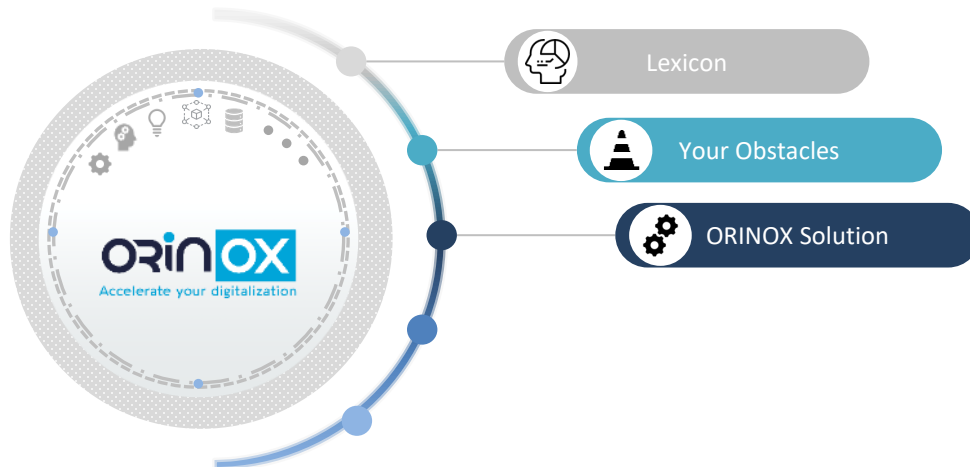 Lexicon
Your Obstacles
ORINOX Solution
ORINOX
Accelerate your digitalization